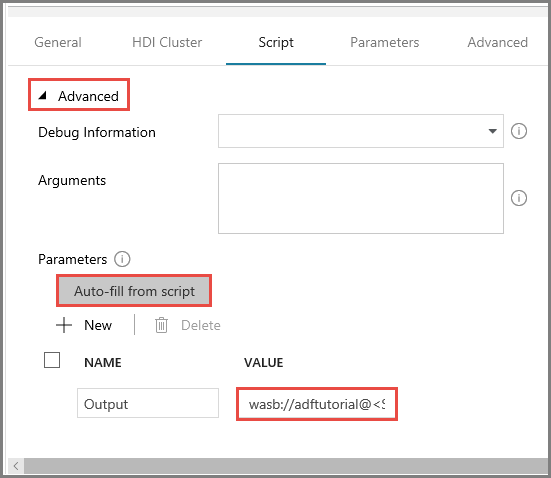 General HDI Cluster Script Parameters Advanced
Advanced
Debug Information
Arguments
Parameters
Auto-fill from script
New Delete
NAME VALUE
Output wasb://adftutorial@<S